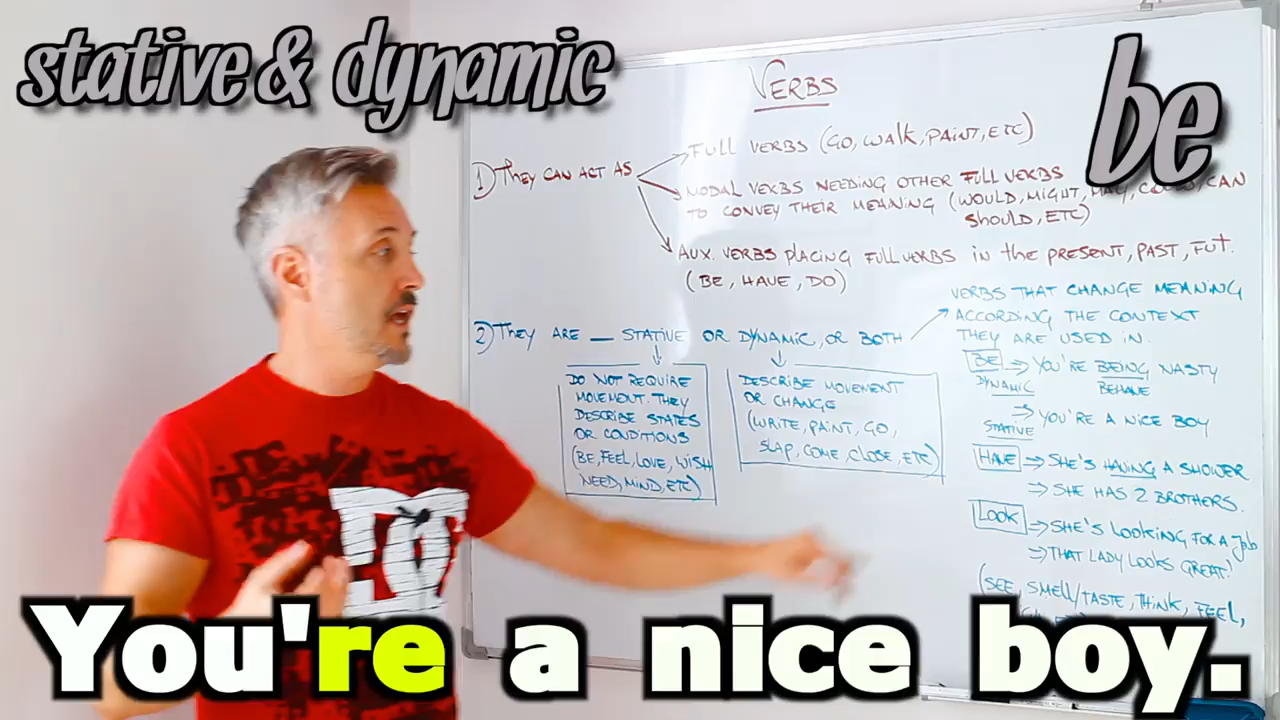 stative & dynamic
be
VERBS
1) They CAN ACT AS
FULL VERBS (GO, WALK, PAINT, ETC)
MODAL VERBS NEEDING OTHER FULL VERBS
TO CONVEY THEIR MEANING (WOULD, MIGHT, MAY, COULD, CAN
SHOULD, ETC)
AUX. VERBS PLACING FULL VERBS in the PRESENT, PAST, FUT.
(BE, HAVE, DO)
2) They ARE _ STATIVE OR DYNAMIC, OR BOTH
DO NOT REQUIRE
MOVEMENT. THEY
DESCRIBE STATES
OR CONDITIONS
(BE, FEEL, LOVE, WISH
NEED, MIND, ETC)
DESCRIBE MOVEMENT
OR CHANGE
(WRITE, PAINT, GO,
SLAP, COME, CLOSE, ETC)
VERBS THAT CHANGE MEANING
ACCORDING THE CONTEXT
THEY ARE USED IN.
BE → YOU'RE BEING NASTY
DYNAMIC BEHAVE
→ YOU'RE A NICE BOY
STATIVE
HAVE → SHE'S HAVING A SHOWER
→ SHE HAS 2 BROTHERS.
LOOK → SHE'S LOOKING FOR A Job
→ THAT LADY LOOKS GREAT!
(SEE, SMELL/TASTE, THINK, FEEL,
You're a nice boy.